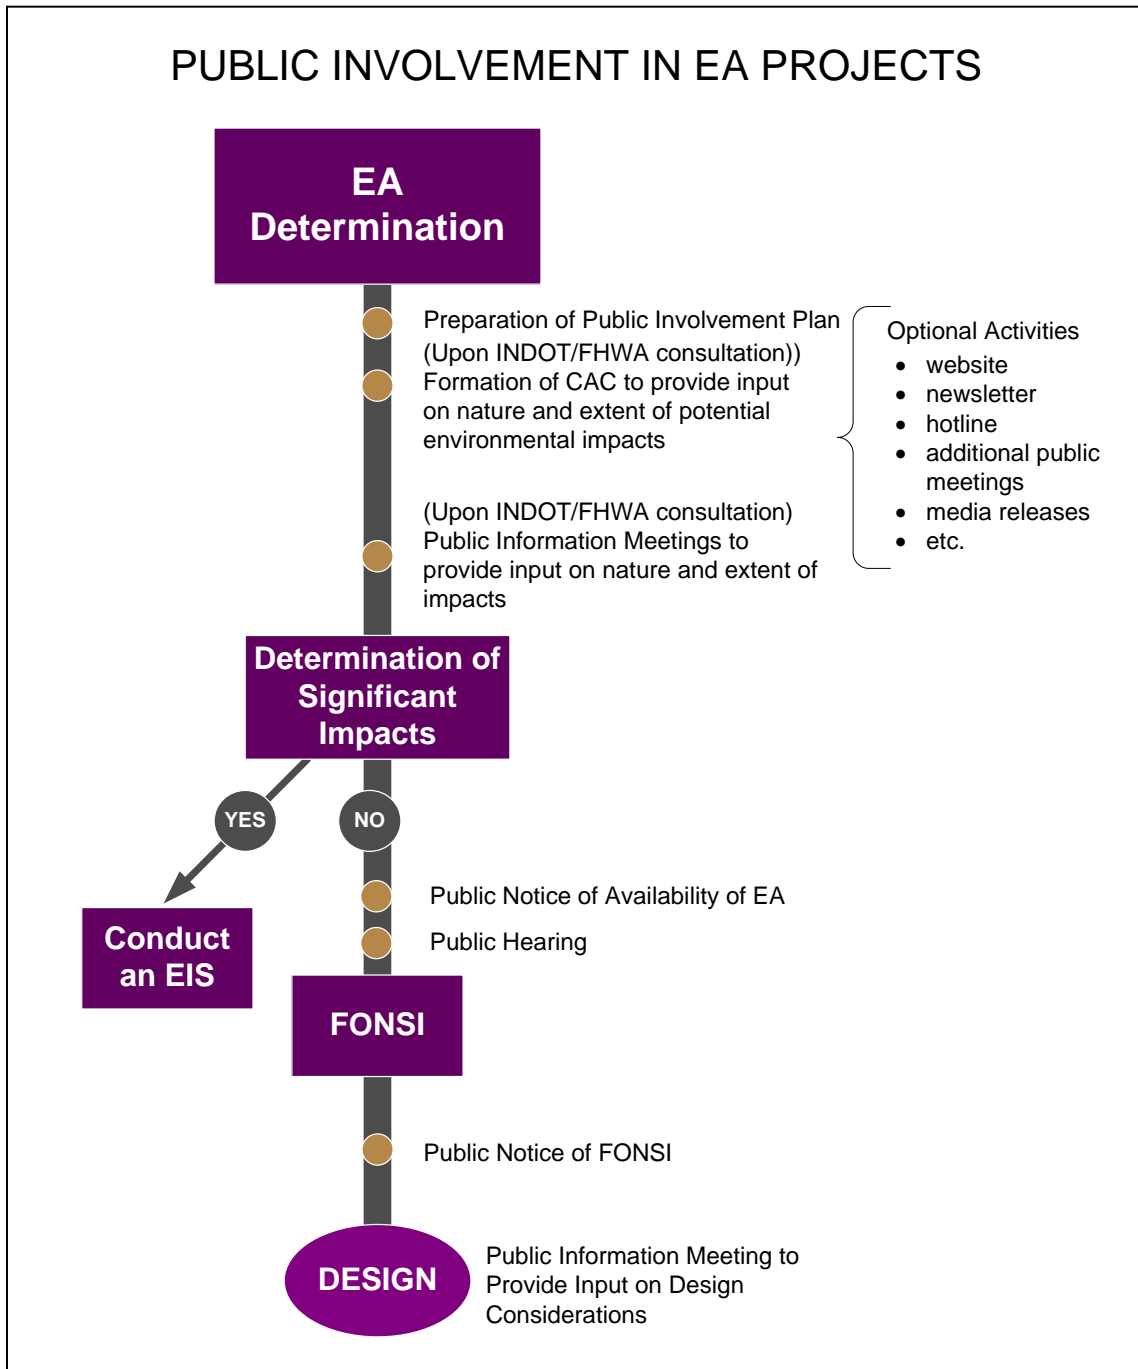 PUBLIC INVOLVEMENT IN EA PROJECTS
EA
Determination
Preparation of Public Involvement Plan
(Upon INDOT/FHWA consultation))
Formation of CAC to provide input
on nature and extent of potential
environmental impacts
Optional Activities
• website
• newsletter
• hotline
• additional public
meetings
• media releases
• etc.
(Upon INDOT/FHWA consultation)
Public Information Meetings to
provide input on nature and extent of
impacts
Determination of
Significant
Impacts
YES
NO
Public Notice of Availability of EA
Public Hearing
Conduct
an EIS
FONSI
Public Notice of FONSI
DESIGN
Public Information Meeting to
Provide Input on Design
Considerations